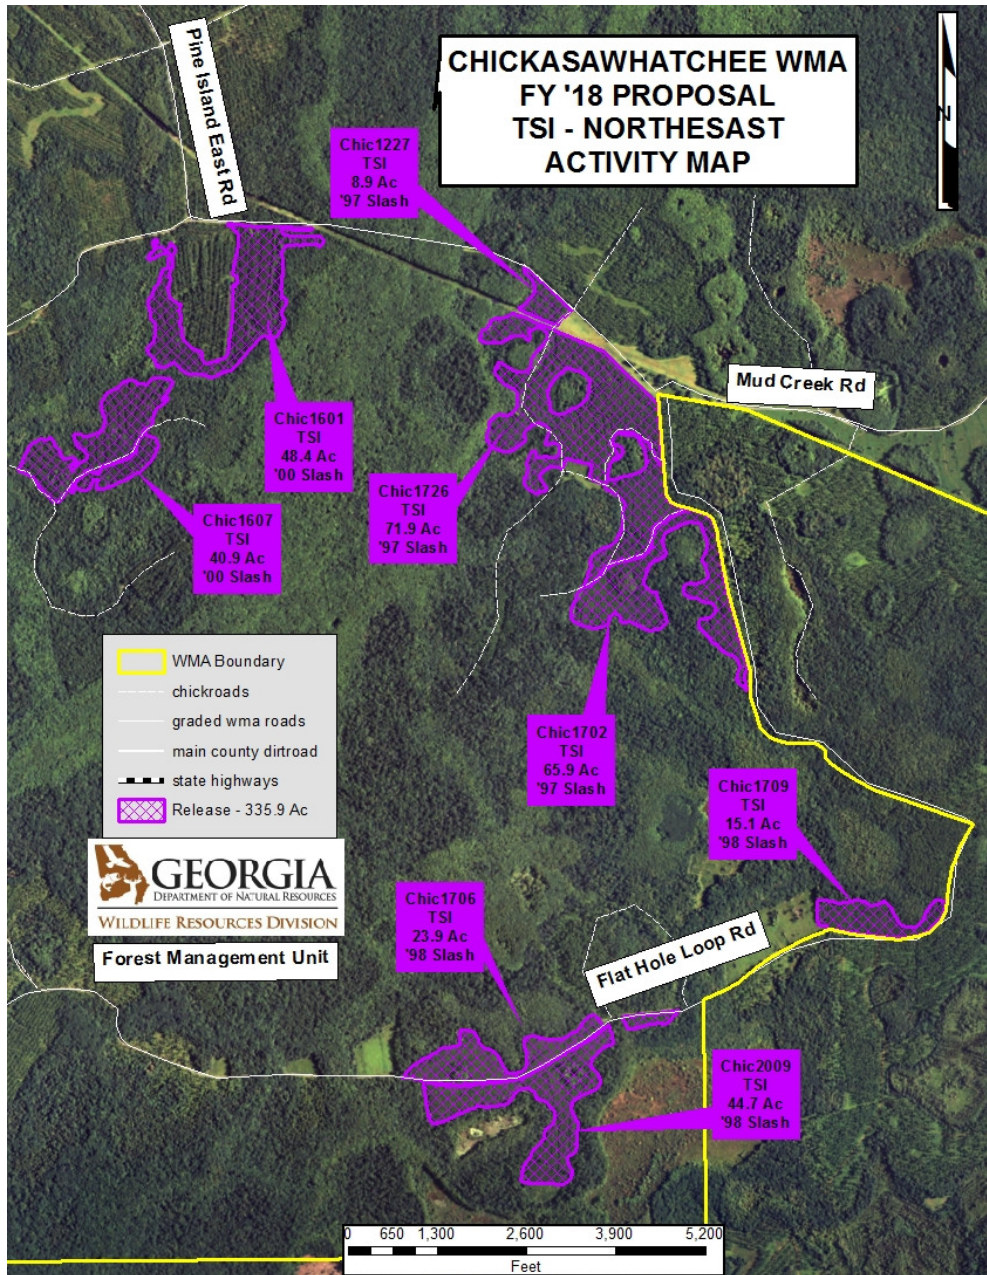 CHICKASAWHATCHEE WMA
FY '18 PROPOSAL
TSI - NORTHESAST
ACTIVITY MAP
N
Pine Island East Rd
Chic1227
TSI
8.9 Ac
'97 Slash
Mud Creek Rd
Chic1601
TSI
48.4 Ac
'00 Slash
Chic1726
TSI
71.9 Ac
'97 Slash
Chic1607
TSI
40.9 Ac
'00 Slash
WMA Boundary
chickroads
graded wma roads
main county dirtroad
state highways
Release - 335.9 Ac
Chic1702
TSI
65.9 Ac
'97 Slash
Chic1709
TSI
15.1 Ac
'98 Slash
GEORGIA
DEPARTMENT OF NATURAL RESOURCES
WILDLIFE RESOURCES DIVISION
Forest Management Unit
Chic1706
TSI
23.9 Ac
'98 Slash
Flat Hole Loop Rd
Chic2009
TSI
44.7 Ac
'98 Slash
0 650 1,300 2,600 3,900 5,200
Feet